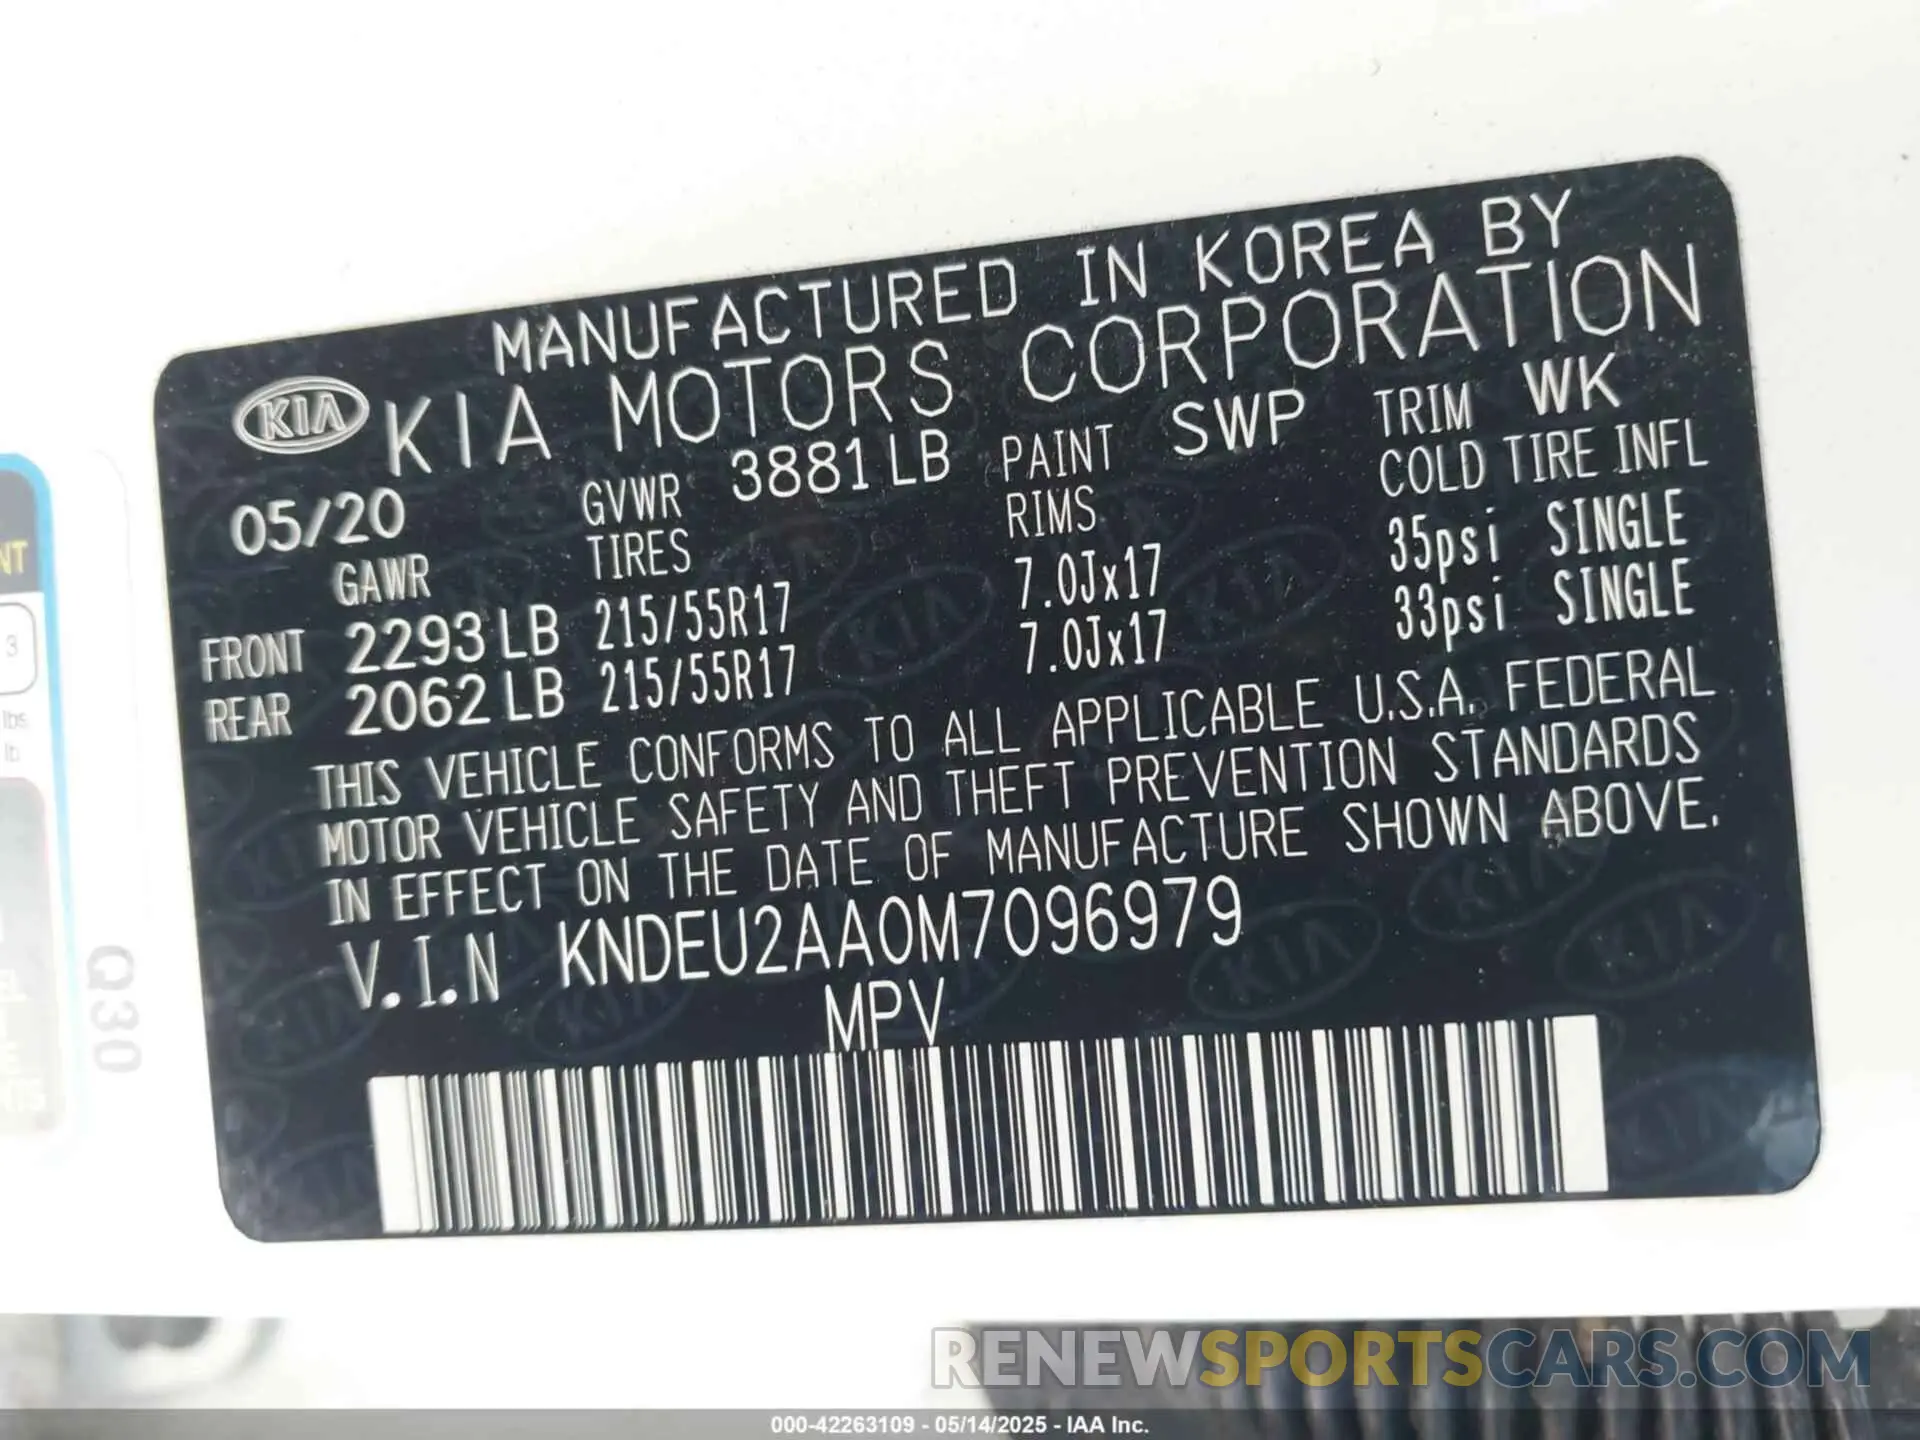 MANUFACTURED IN KOREA BY
KIA KIA MOTORS CORPORATION
05/20 GVWR 3881 LB PAINT SWP TRIM WK
GAWR TIRES RIMS COLD TIRE INFL
FRONT 2293 LB 215/55R17 7.0Jx17 35psi SINGLE
REAR 2062 LB 215/55R17 7.0Jx17 33psi SINGLE
THIS VEHICLE CONFORMS TO ALL APPLICABLE U.S.A. FEDERAL
MOTOR VEHICLE SAFETY AND THEFT PREVENTION STANDARDS
IN EFFECT ON THE DATE OF MANUFACTURE SHOWN ABOVE.
V.I.N KNDEU2AA0M7096979
MPV
3
lbs
lb
Q30
RENEWSPORTSCARS.COM
000-42263109 - 05/14/2025 - IAA Inc.